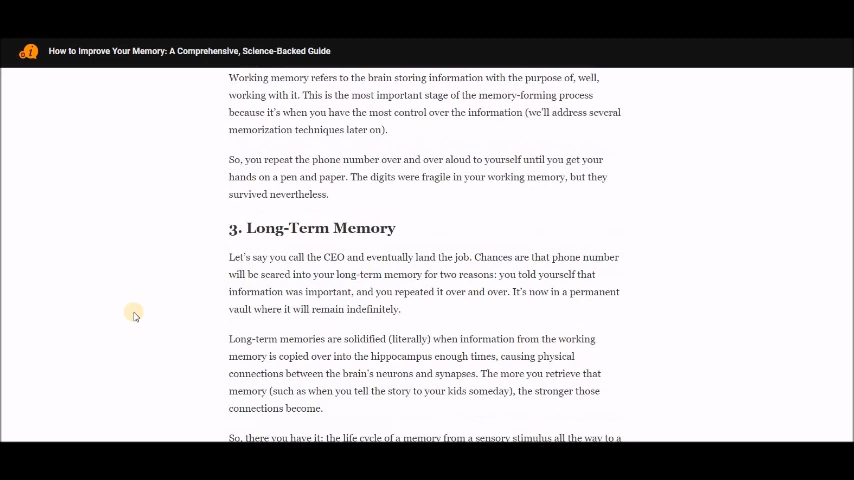 How to Improve Your Memory: A Comprehensive, Science-Backed Guide
Working memory refers to the brain storing information with the purpose of, well,
working with it. This is the most important stage of the memory-forming process
because it's when you have the most control over the information (we'll address several
memorization techniques later on).
So, you repeat the phone number over and over aloud to yourself until you get your
hands on a pen and paper. The digits were fragile in your working memory, but they
survived nevertheless.
3. Long-Term Memory
Let's say you call the CEO and eventually land the job. Chances are that phone number
will be seared into your long-term memory for two reasons: you told yourself that
information was important, and you repeated it over and over. It's now in a permanent
vault where it will remain indefinitely.
Long-term memories are solidified (literally) when information from the working
memory is copied over into the hippocampus enough times, causing physical
connections between the brain's neurons and synapses. The more you retrieve that
memory (such as when you tell the story to your kids someday), the stronger those
connections become.
So, there you have it: the life cycle of a memory from a sensory stimulus all the way to a